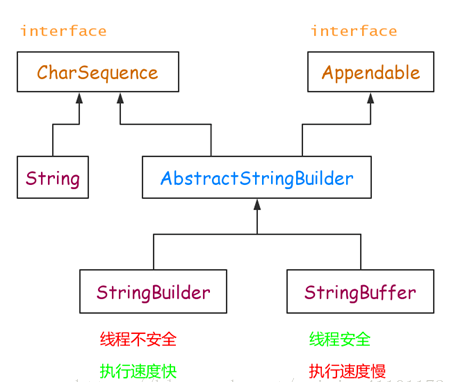 interface
interface
CharSequence
Appendable
String
AbstractStringBuilder
StringBuilder
StringBuffer
线程不安全
线程安全
执行速度快
执行速度慢